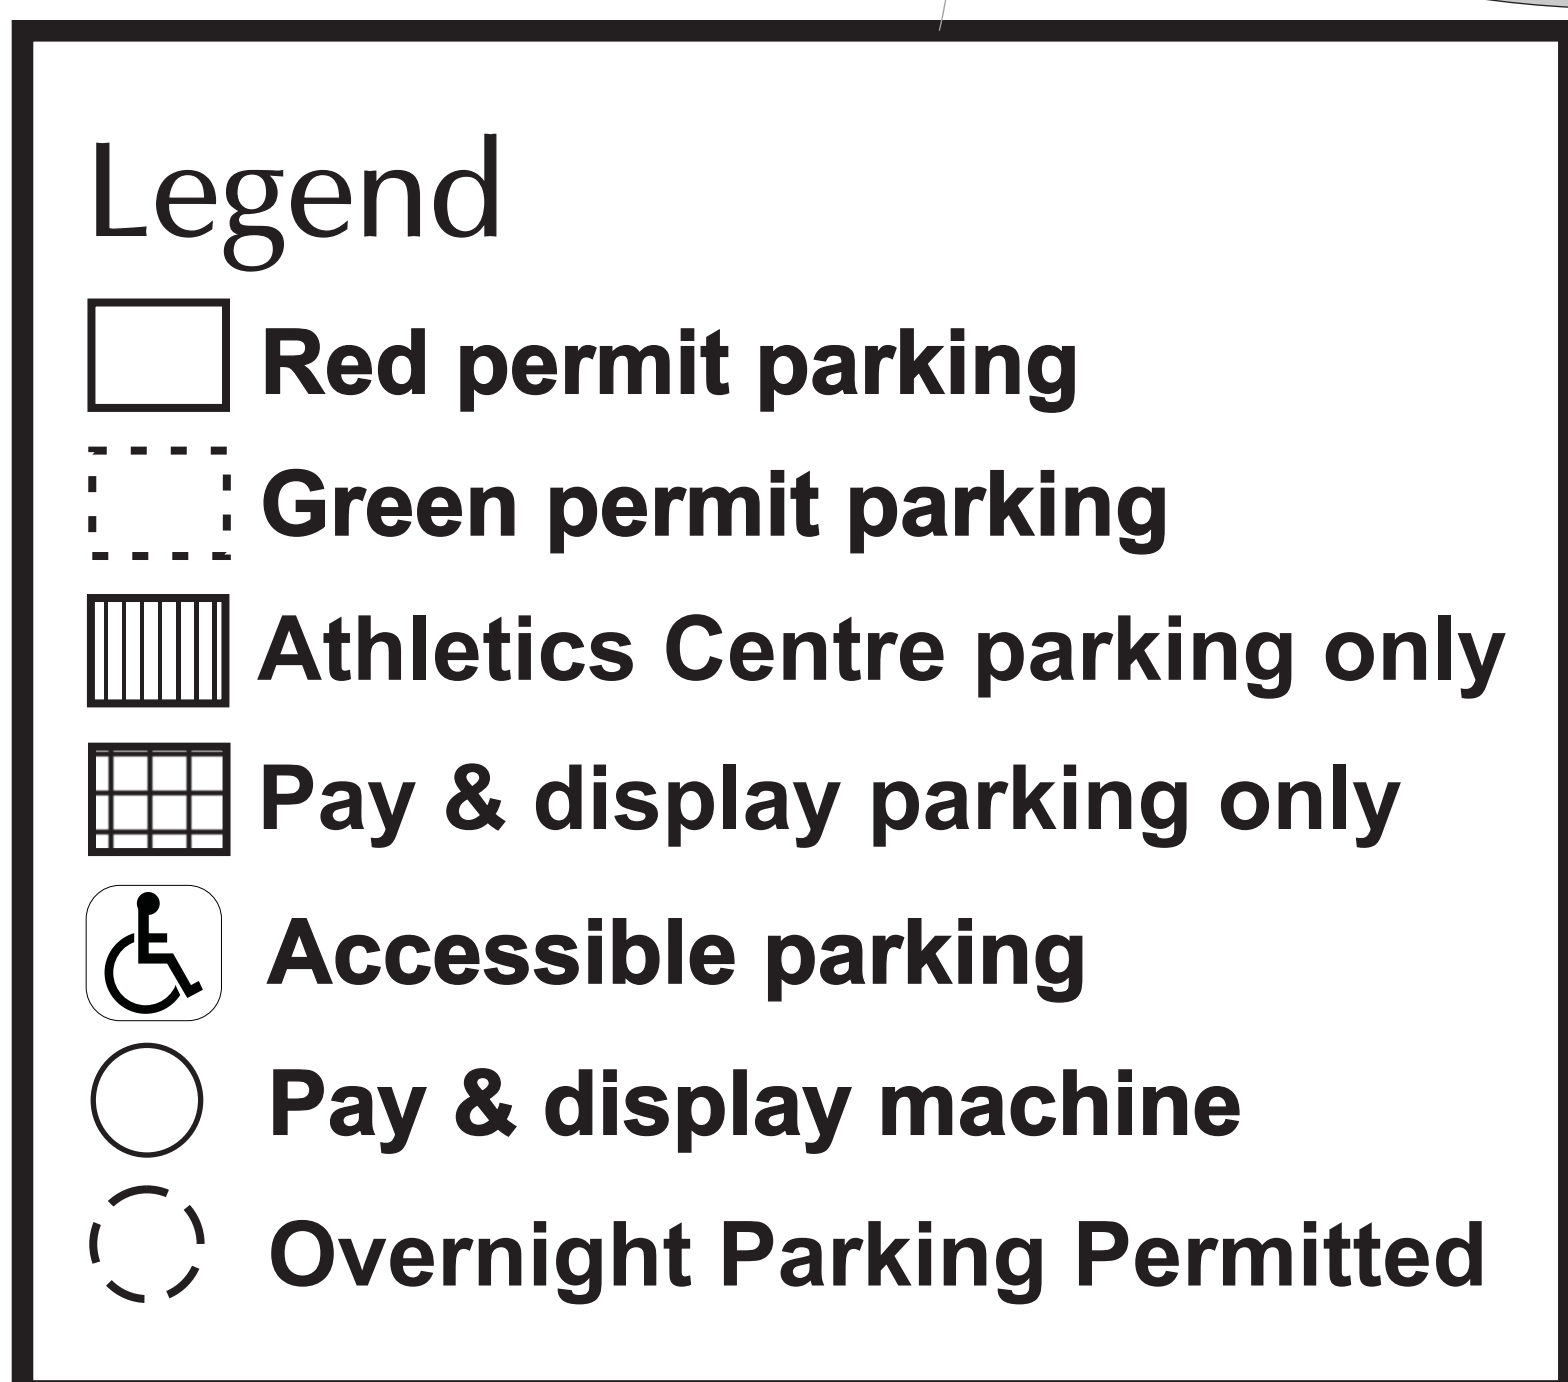 Legend
Red permit parking
Green permit parking
Athletics Centre parking only
Pay & display parking only
Accessible parking
Pay & display machine
Overnight Parking Permitted